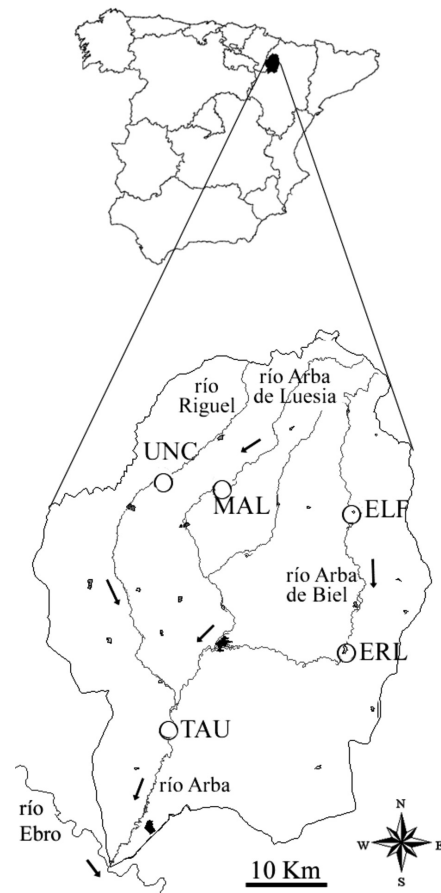 río
Riguel
río Arba
de Luesia
UNC
MAL
ELF
río Arba
de Biel
ERL
TAU
río Arba
río
Ebro
10 Km
N
W
E
S